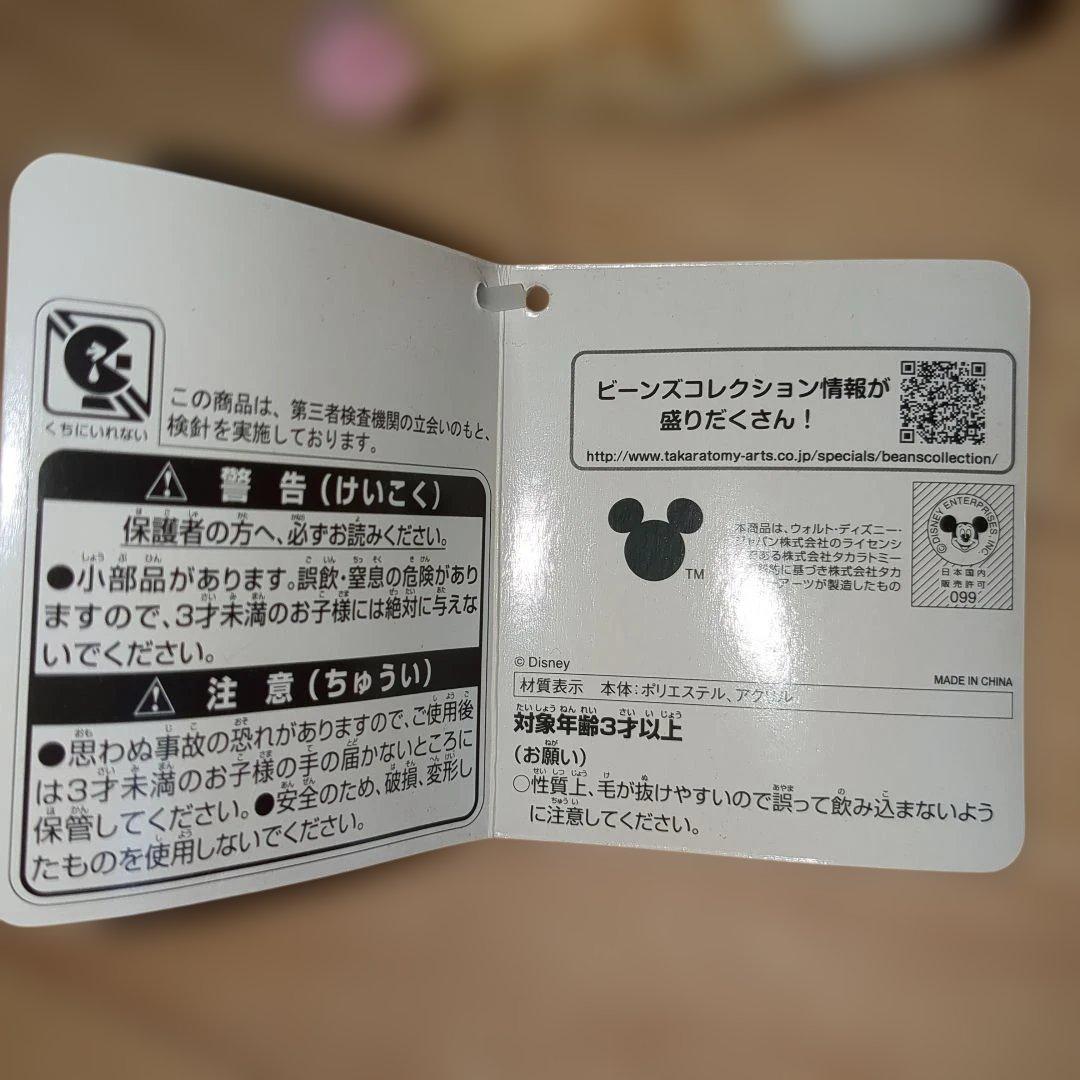 くちにいれない
この商品は、第三者検査機関の立会いのもと、
検針を実施しております。
警告(けいこく)
保護者の方へ、必ずお読みください。
●小部品があります。誤飲・窒息の危険があり
ますので、3才未満のお子様には絶対に与えな
いでください。
注意(ちゅうい)
●思わぬ事故の恐れがありますので、ご使用後
は3才未満のお子様の手の届かないところに
保管してください。●安全のため、破損、変形し
たものを使用しないでください。
ビーンズコレクション情報が
盛りだくさん!
http://www.takaratomy-arts.co.jp/specials/beanscollection/
TM
本商品は、ウォルト・ディズニー・
ジャパン株式会社のライセンシ
である株式会社タカラトミー
に基づき株式会社タカ
アーツが製造したもの
©DISNEY ENTERPRISES, INC.
日本国内
販売許可
099
© Disney
MADE IN CHINA
材質表示 本体:ポリエステル、アクリル
対象年齢3才以上
(お願い)
○性質上、毛が抜けやすいので誤って飲み込まないよう
に注意してください。